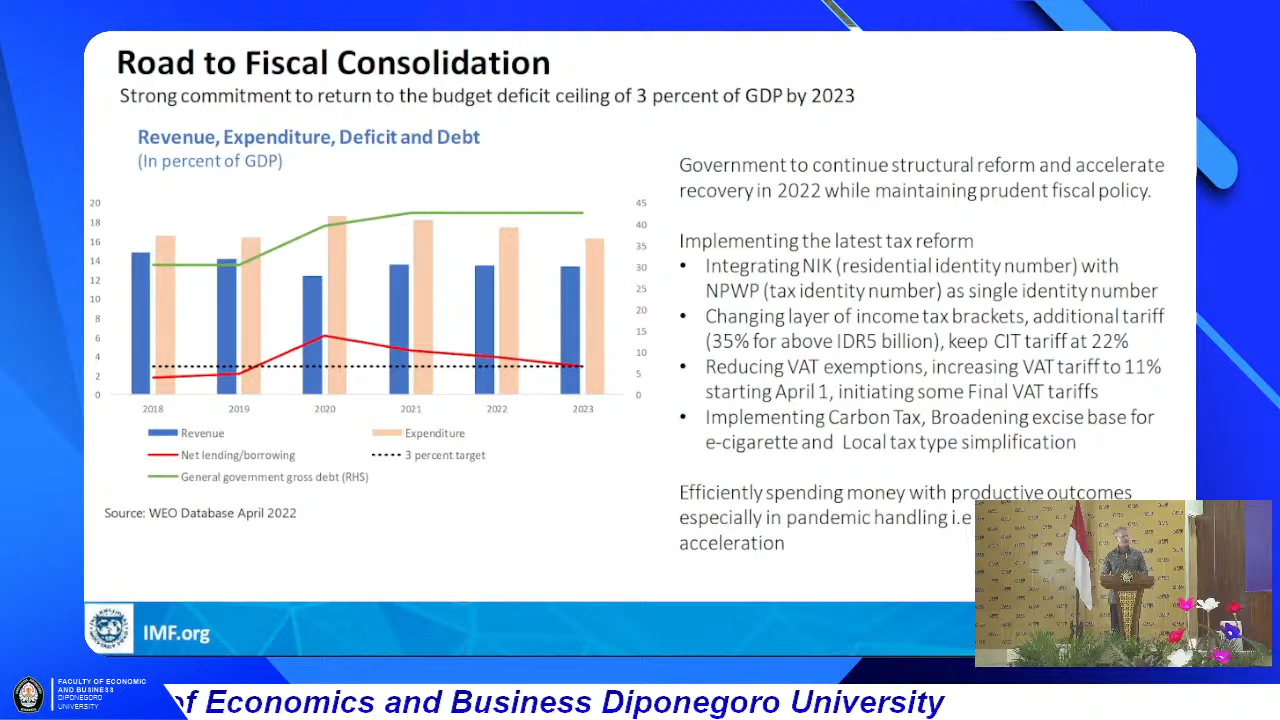 Road to Fiscal Consolidation
Strong commitment to return to the budget deficit ceiling of 3 percent of GDP by 2023
Revenue, Expenditure, Deficit and Debt
(In percent of GDP)
20
18
16
14
12
10
8
6
4
2
0
45
40
35
30
25
20
15
10
5
0
2018 2019 2020 2021 2022 2023
Revenue Expenditure
Net lending/borrowing 3 percent target
General government gross debt (RHS)
Source: WEO Database April 2022
Government to continue structural reform and accelerate
recovery in 2022 while maintaining prudent fiscal policy.
Implementing the latest tax reform
• Integrating NIK (residential identity number) with
NPWP (tax identity number) as single identity number
• Changing layer of income tax brackets, additional tariff
(35% for above IDR5 billion), keep CIT tariff at 22%
• Reducing VAT exemptions, increasing VAT tariff to 11%
starting April 1, initiating some Final VAT tariffs
• Implementing Carbon Tax, Broadening excise base for
e-cigarette and Local tax type simplification
Efficiently spending money with productive outcomes
especially in pandemic handling i.e
acceleration
IMF.org
FACULTY OF ECONOMIC
AND BUSINESS
DIPONEGORO
UNIVERSITY
of Economics and Business Diponegoro University